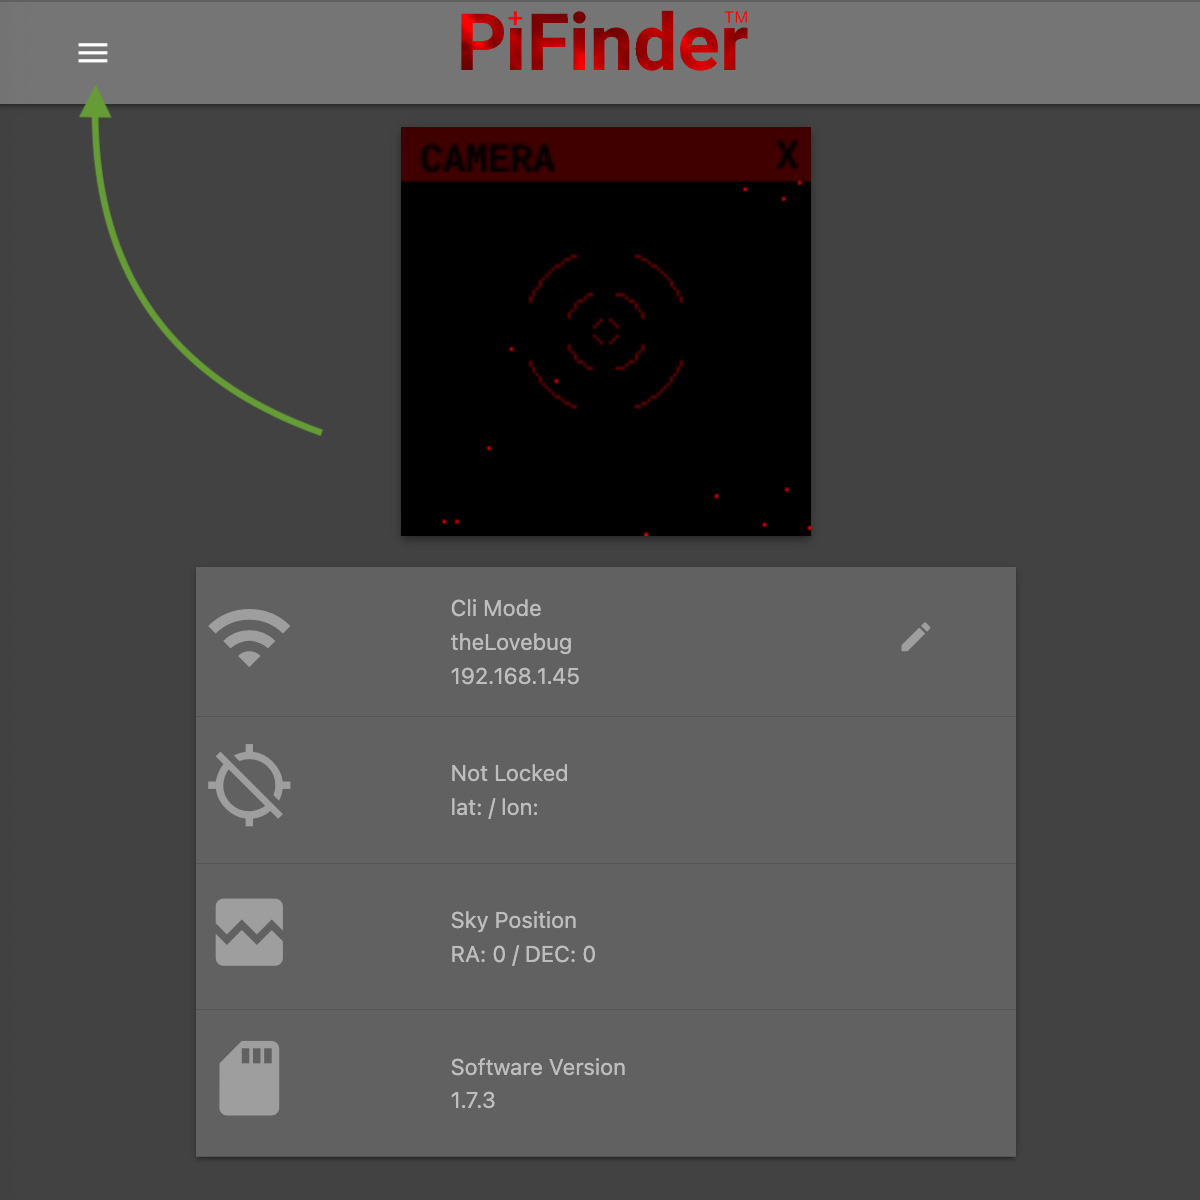 PiFinder™
CAMERA X
Cli Mode
theLovebug
192.168.1.45
Not Locked
lat: / lon:
Sky Position
RA: 0 / DEC: 0
Software Version
1.7.3